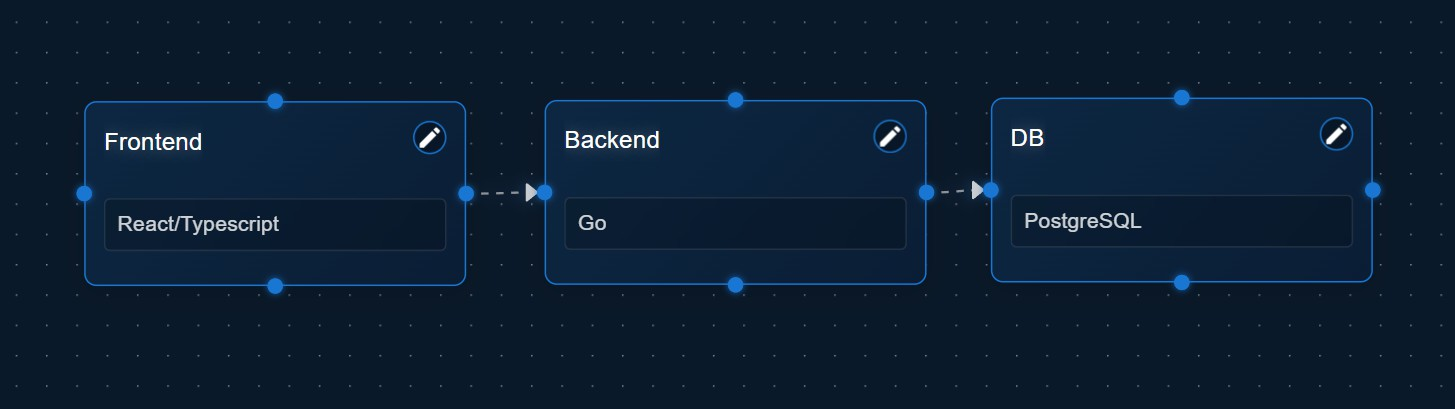 Frontend
React/Typescript
Backend
Go
DB
PostgreSQL